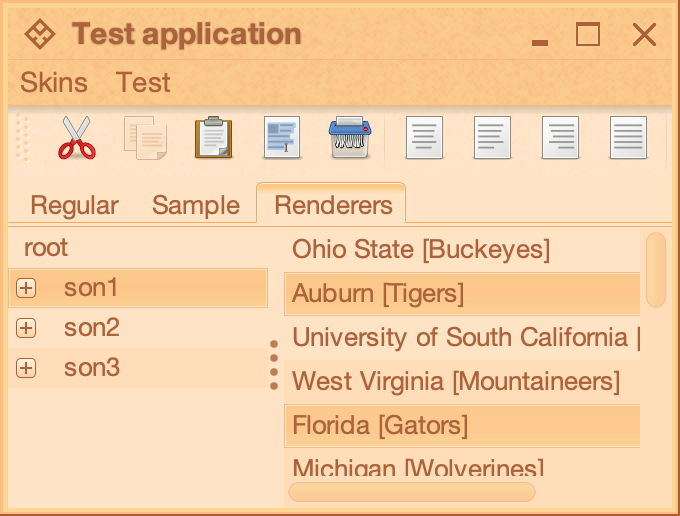 Test application
Skins Test
Regular Sample Renderers
root
son1
son2
son3
Ohio State [Buckeyes]
Auburn [Tigers]
University of South California [
West Virginia [Mountaineers]
Florida [Gators]
Michigan [Wolverines]